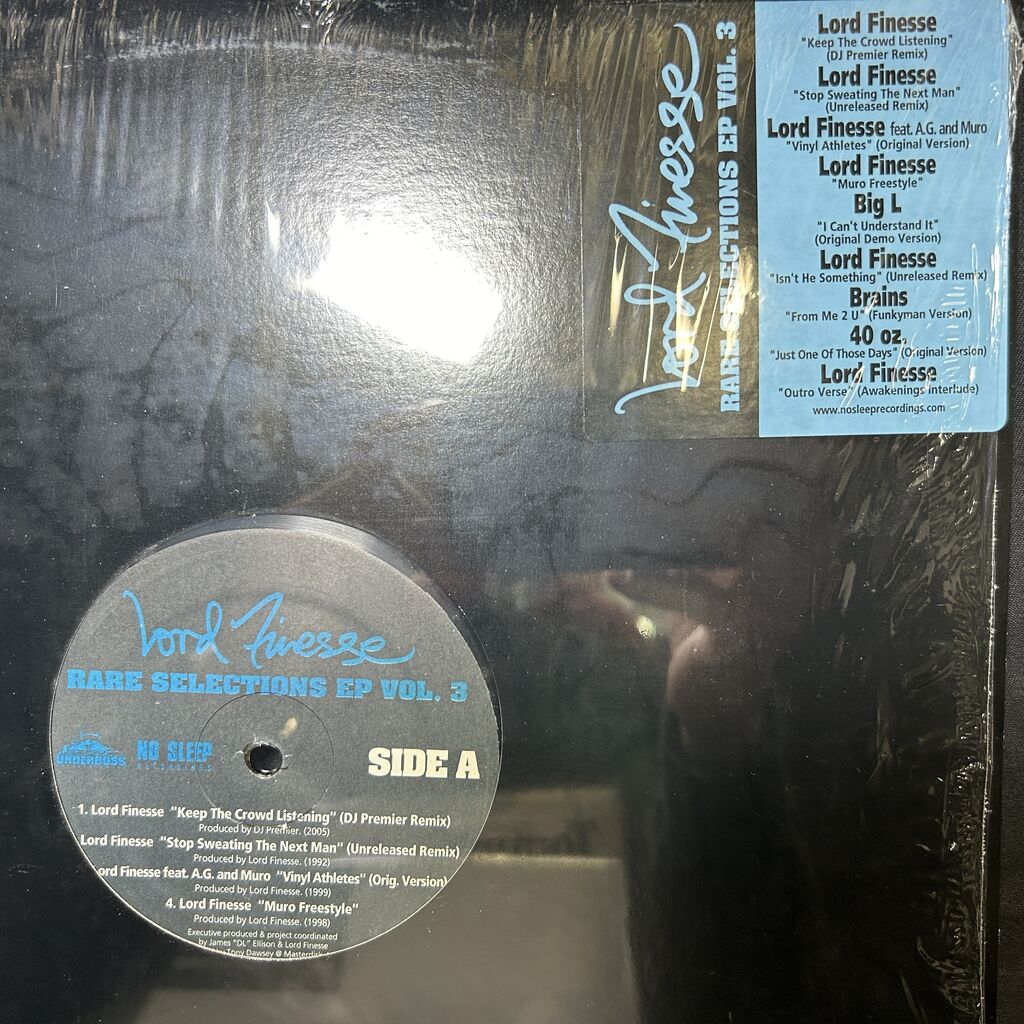 Lord Finesse
RARE SELECTIONS EP VOL. 3
Lord Finesse
"Keep The Crowd Listening"
(DJ Premier Remix)
Lord Finesse
"Stop Sweating The Next Man"
(Unreleased Remix)
Lord Finesse feat. A.G. and Muro
"Vinyl Athletes" (Original Version)
Lord Finesse
"Muro Freestyle"
Big L
"I Can't Understand It"
(Original Demo Version)
Lord Finesse
"Isn't He Something" (Unreleased Remix)
Brains
"From Me 2 U" (Funkyman Version)
40 oz.
"Just One Of Those Days" (Original Version)
Lord Finesse
"Outro Verse" (Awakenings Interlude)
www.nosleeprecordings.com
Lord Finesse
RARE SELECTIONS EP VOL. 3
UNDERBOSS
NO SLEEP
RECORDINGS
SIDE A
1. Lord Finesse "Keep The Crowd Listening" (DJ Premier Remix)
Produced by DJ Premier. (2005)
Lord Finesse "Stop Sweating The Next Man" (Unreleased Remix)
Produced by Lord Finesse. (1992)
ord Finesse feat. A.G. and Muro "Vinyl Athletes" (Orig. Version)
Produced by Lord Finesse. (1999)
4. Lord Finesse "Muro Freestyle"
Produced by Lord Finesse. (1998)
Executive produced & project coordinated
by James "DL" Ellison & Lord Finesse
Tony Dawsey @ Masterdisk